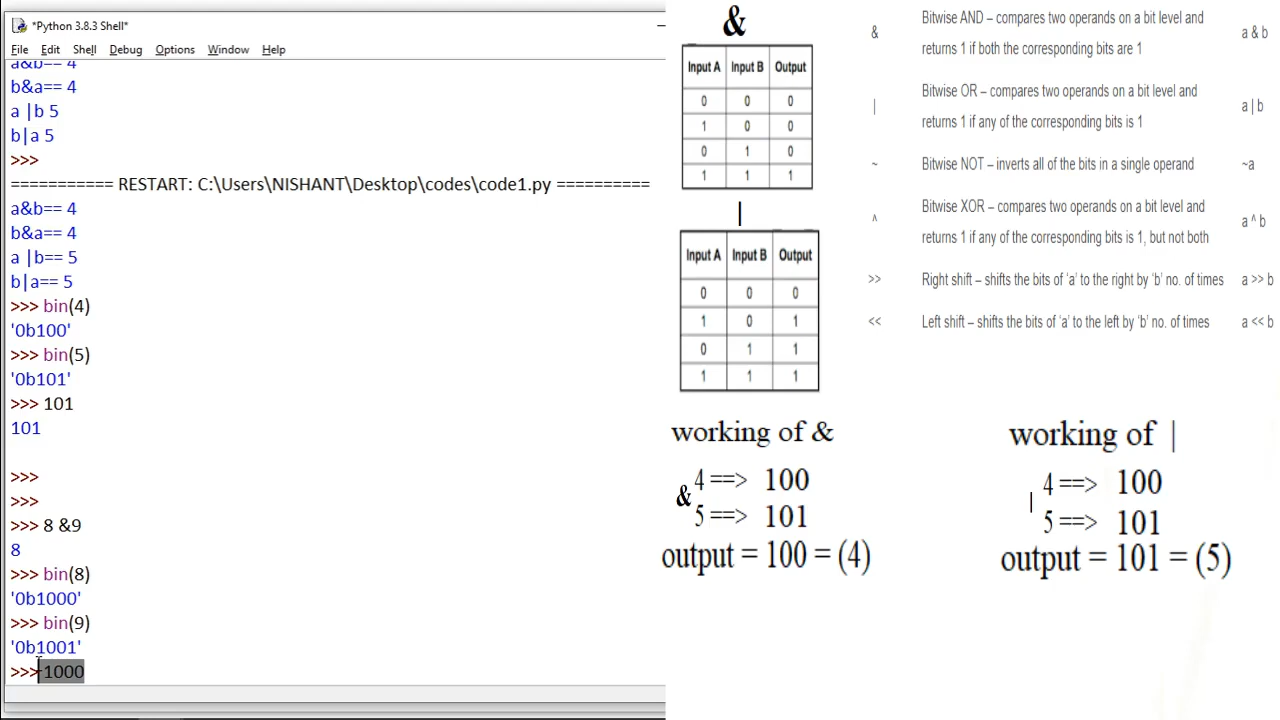 *Python 3.8.3 Shell*
File Edit Shell Debug Options Window Help
a&b== 4
b&a== 4
a |b 5
b|a 5
>>>
=========== RESTART: C:\Users\NISHANT\Desktop\codes\code1.py ==========
a&b== 4
b&a== 4
a |b== 5
b|a== 5
>>> bin(4)
'0b100'
>>> bin(5)
'0b101'
>>> 101
101
>>>
>>>
>>> 8 &9
8
>>> bin(8)
'0b1000'
>>> bin(9)
'0b1001'
>>> 1000
&
Input A Input B Output
0 0 0
1 0 0
0 1 0
1 1 1
|
Input A Input B Output
0 0 0
1 0 1
0 1 1
1 1 1
& Bitwise AND – compares two operands on a bit level and a & b
returns 1 if both the corresponding bits are 1
| Bitwise OR – compares two operands on a bit level and a | b
returns 1 if any of the corresponding bits is 1
~ Bitwise NOT – inverts all of the bits in a single operand ~a
^ Bitwise XOR – compares two operands on a bit level and a ^ b
returns 1 if any of the corresponding bits is 1, but not both
>> Right shift – shifts the bits of 'a' to the right by 'b' no. of times a >> b
<< Left shift – shifts the bits of 'a' to the left by 'b' no. of times a << b
working of &
4 ==> 100
&
5 ==> 101
output = 100 = (4)
working of |
4 ==> 100
|
5 ==> 101
output = 101 = (5)